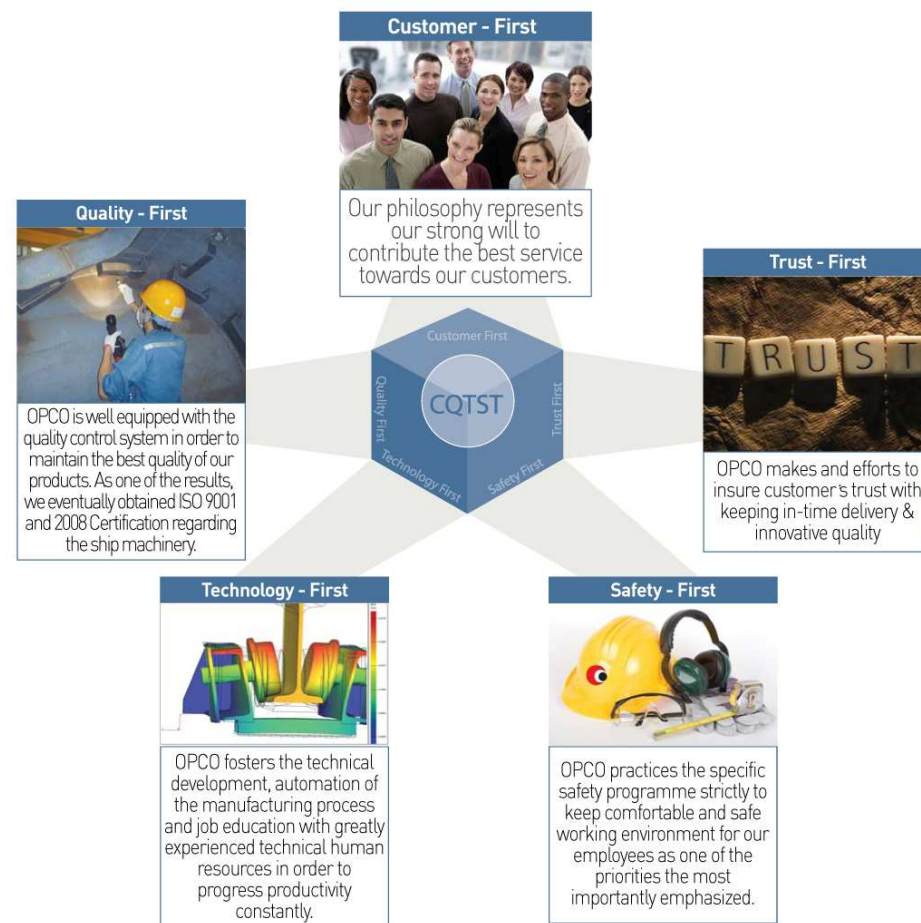 Customer - First
Our philosophy represents
our strong will to
contribute the best service
towards our customers.
Quality - First
OPCO is well equipped with the
quality control system in order to
maintain the best quality of our
products. As one of the results,
we eventually obtained ISO 9001
and 2008 Certification regarding
the ship machinery.
Trust - First
TRUST
OPCO makes and efforts to
insure customer's trust with
keeping in-time delivery &
innovative quality
Customer First
Quality First
CQTST
Trust First
Technology First
Safety First
Technology - First
OPCO fosters the technical
development, automation of
the manufacturing process
and job education with greatly
experienced technical human
resources in order to
progress productivity
constantly.
Safety - First
OPCO practices the specific
safety programme strictly to
keep comfortable and safe
working environment for our
employees as one of the
priorities the most
importantly emphasized.